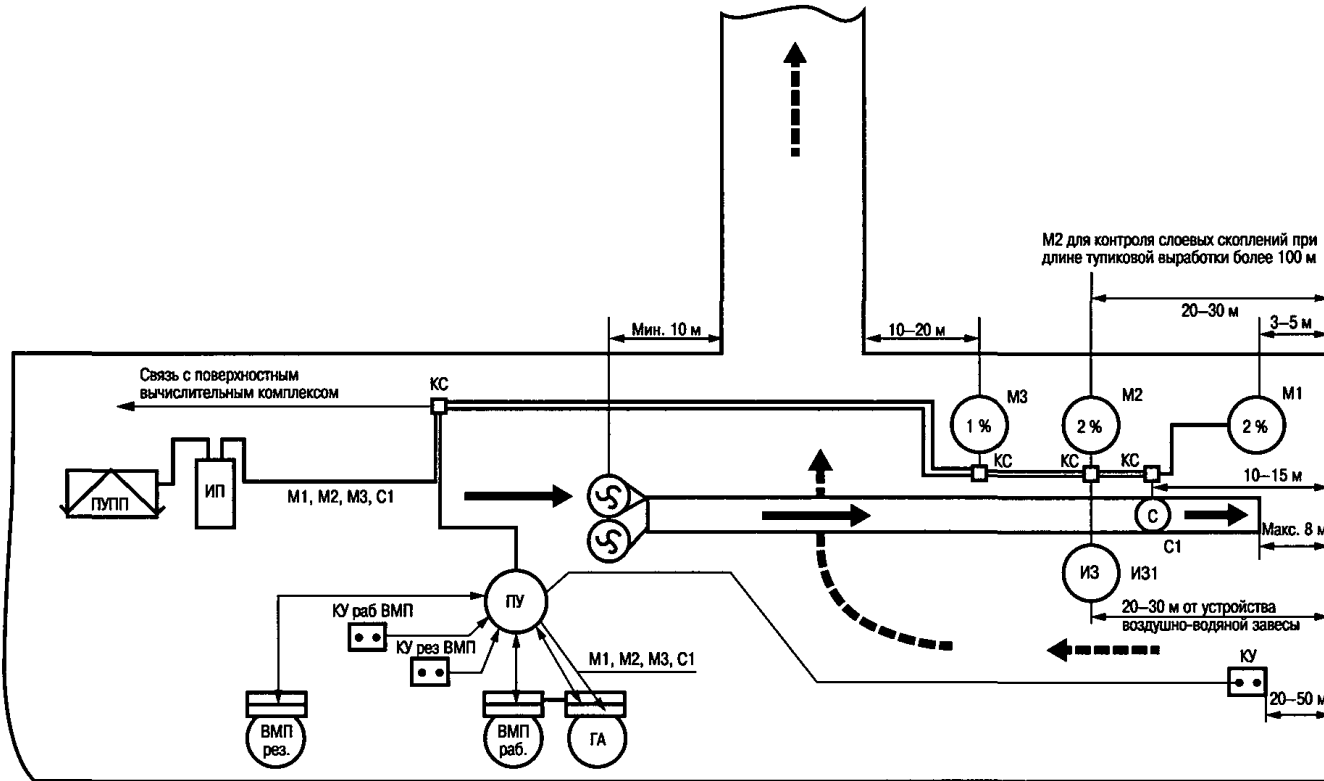 М2 для контроля слоевых скоплений при
длине тупиковой выработки более 100 м
20–30 м
Мин. 10 м
10–20 м
3–5 м
Связь с поверхностным
вычислительным комплексом
КС
М3
М2
М1
1 %
2 %
2 %
КС
КС
КС
ПУПП
ИП
М1, М2, М3, С1
10–15 м
С
С1
Макс. 8 м
ИЗ
ИЗ1
20–30 м от устройства
воздушно-водяной завесы
ПУ
КУ раб ВМП
КУ рез ВМП
М1, М2, М3, С1
КУ
20–50 м
ВМП
рез.
ВМП
раб.
ГА